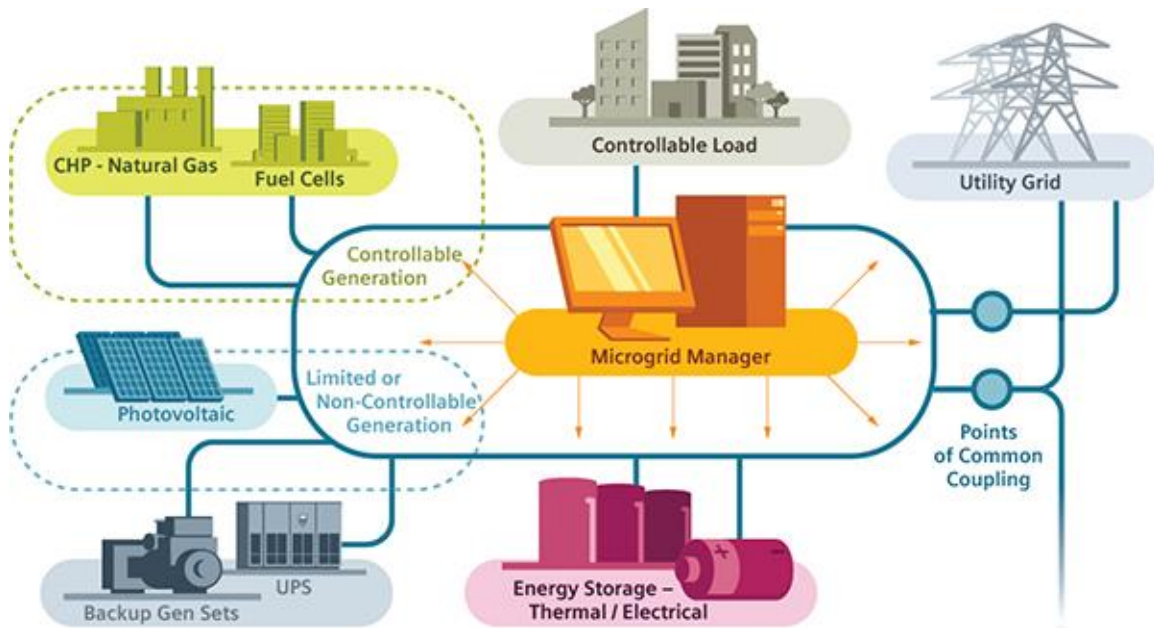 CHP - Natural Gas
Fuel Cells
Controllable Load
Utility Grid
Controllable
Generation
Microgrid Manager
Photovoltaic
Limited or
Non-Controllable
Generation
Points
of Common
Coupling
UPS
Backup Gen Sets
Energy Storage –
Thermal / Electrical